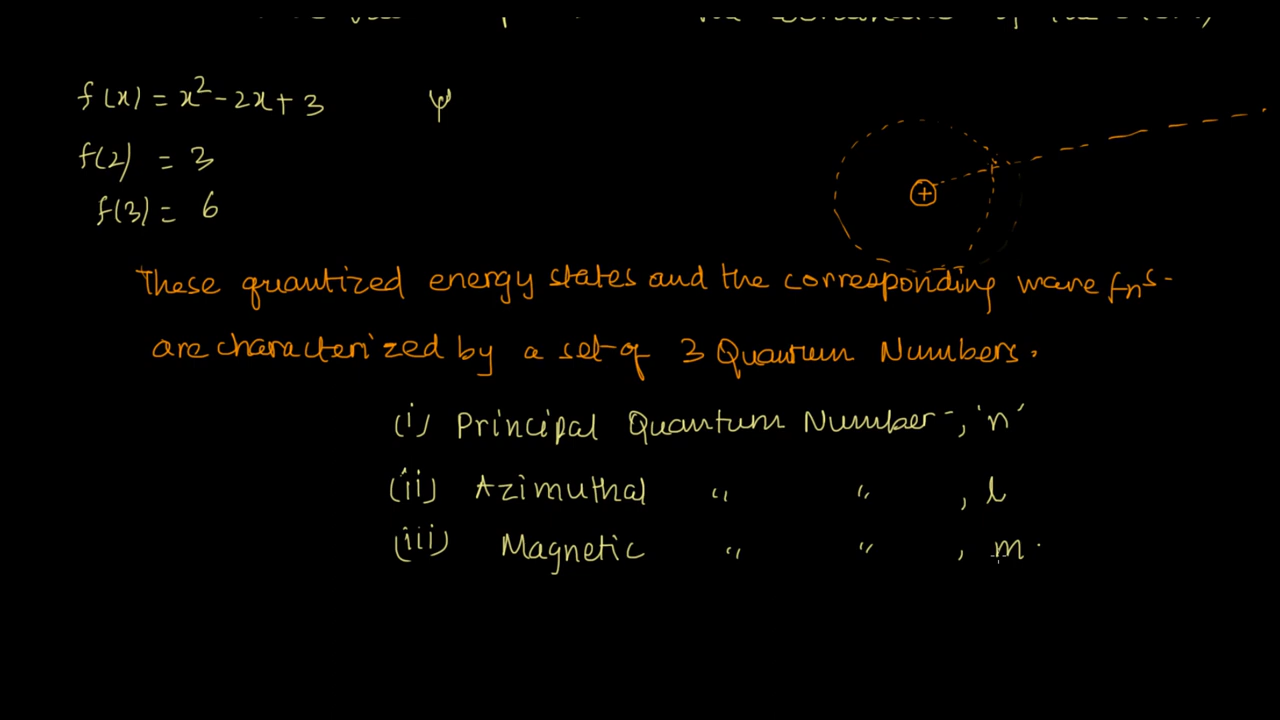 f(x) = x² - 2x + 3 ψ
f(2) = 3
f(3) = 6
+
These quantized energy states and the corresponding wave fnˢ.
are characterized by a set of 3 Quantum Numbers.
(i) Principal Quantum Number -, 'n'
(ii) Azimuthal " " , l
(iii) Magnetic " " , m.